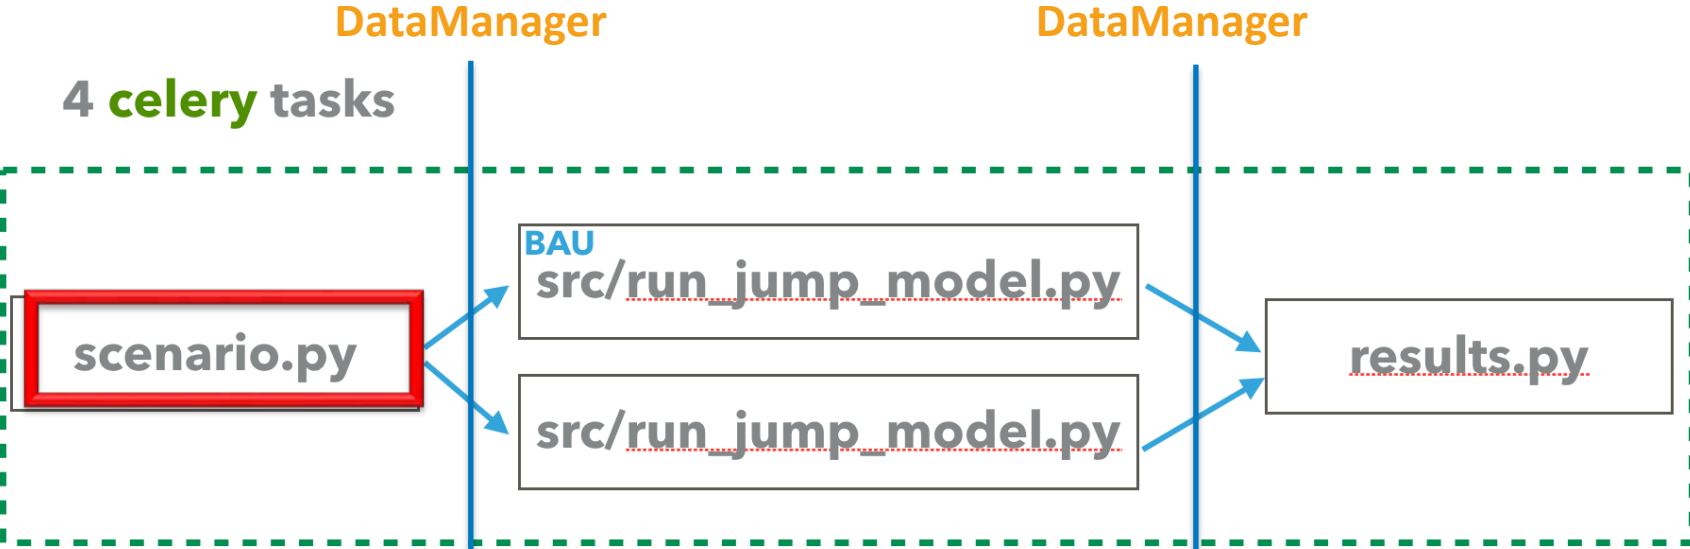 DataManager
DataManager
4 celery tasks
BAU
src/run_jump_model.py
scenario.py
results.py
src/run_jump_model.py